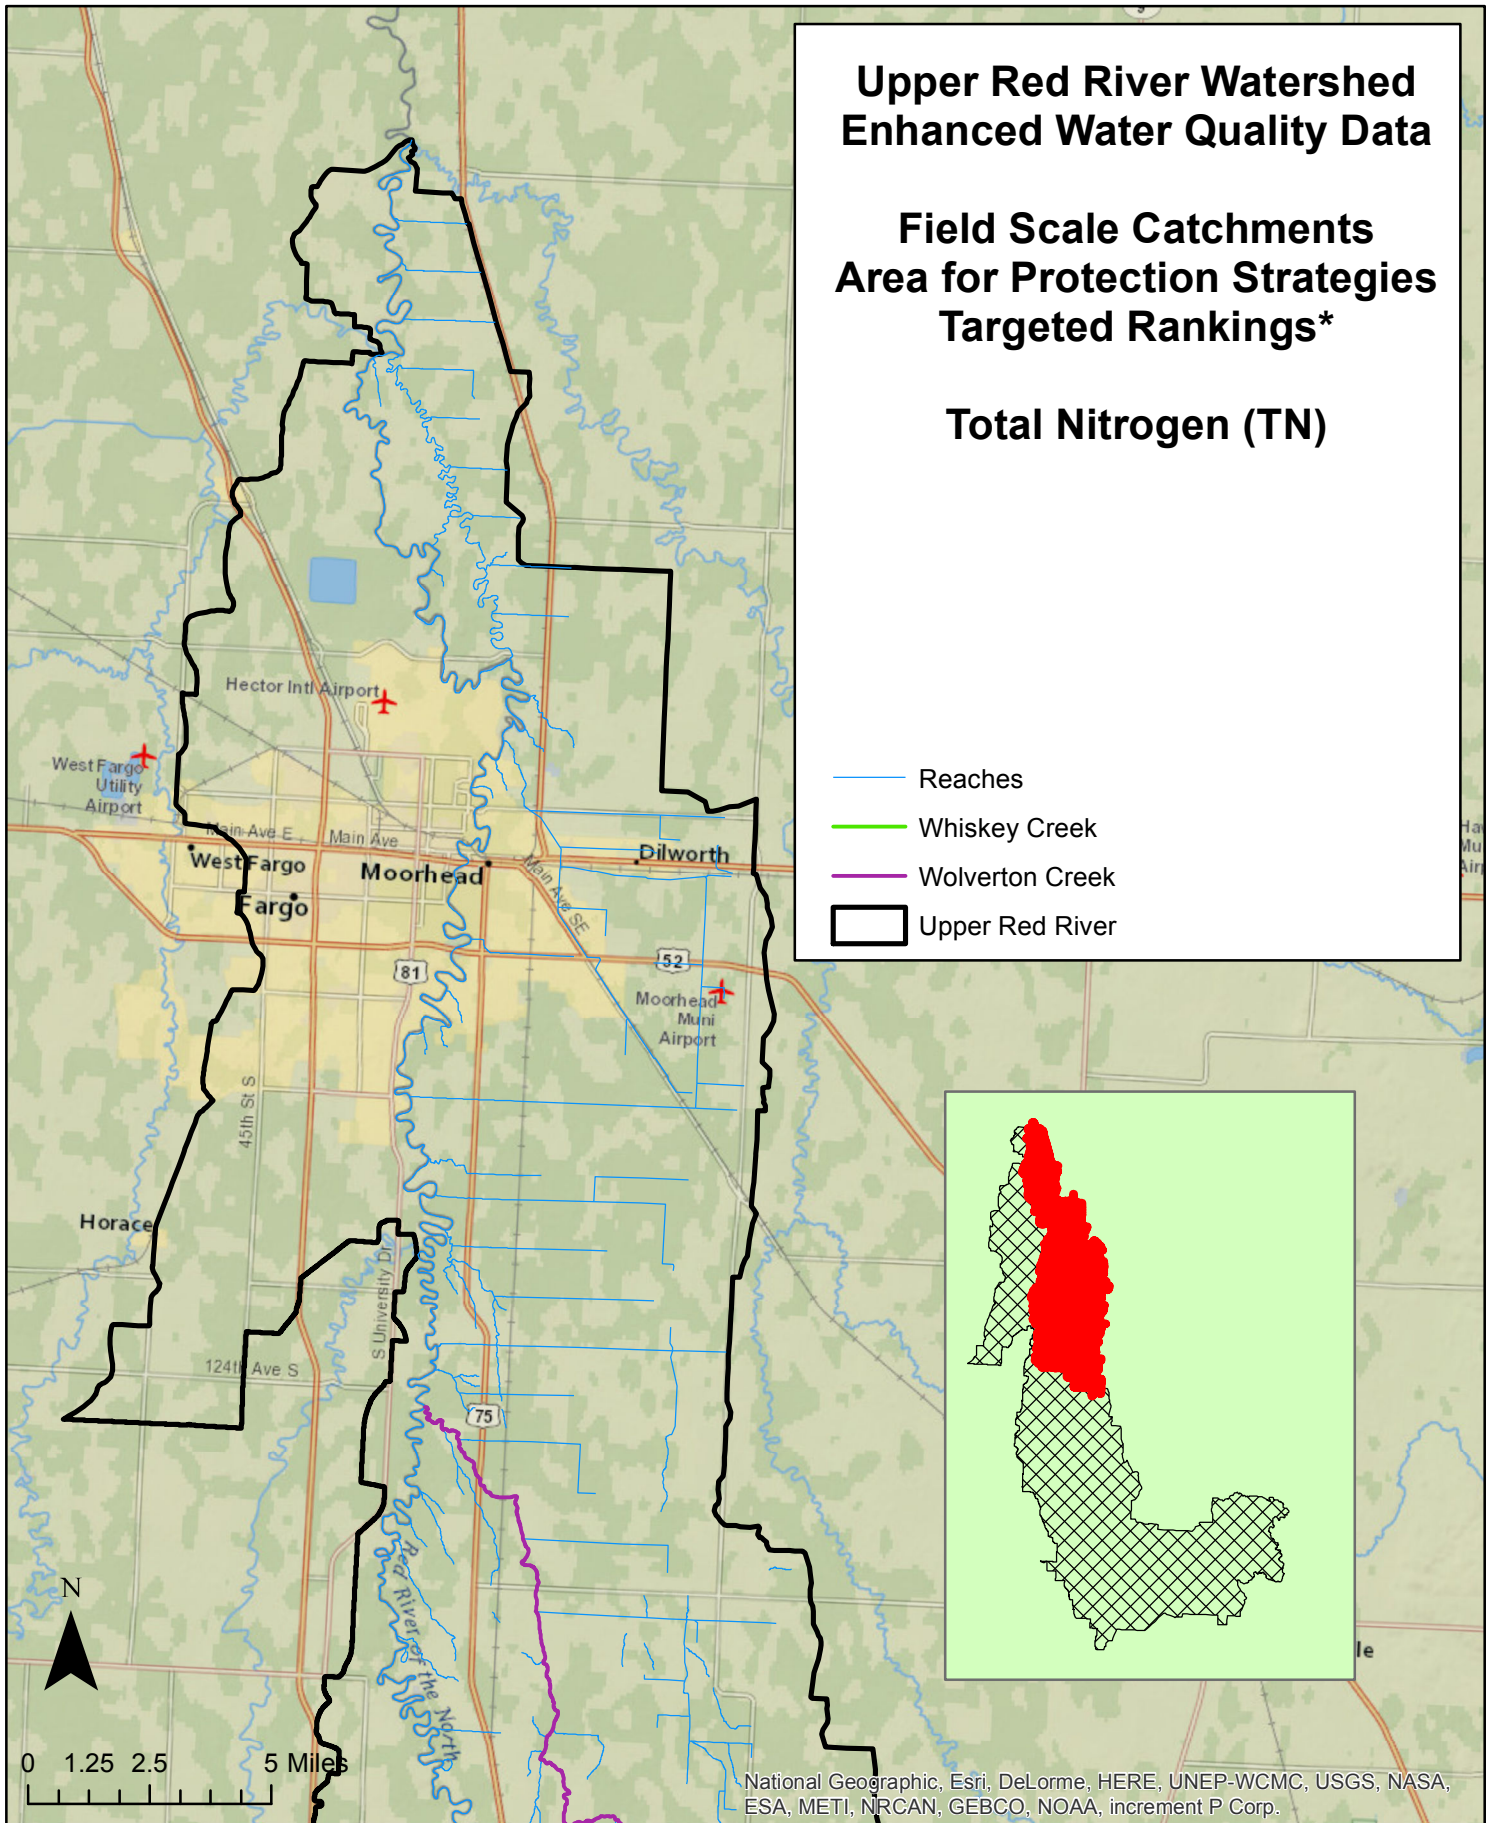 Upper Red River Watershed
Enhanced Water Quality Data
Field Scale Catchments
Area for Protection Strategies
Targeted Rankings*
Total Nitrogen (TN)
Reaches
Whiskey Creek
Wolverton Creek
Upper Red River
Hector Intl Airport
West Fargo
Utility
Airport
Main Ave E
Main Ave
West Fargo
Moorhead
Dilworth
Fargo
Main Ave SE
52
81
Moorhead
Muni
Airport
45th St S
Horace
S University Dr
124th Ave S
75
Red River of the North
N
0 1.25 2.5 5 Miles
National Geographic, Esri, DeLorme, HERE, UNEP-WCMC, USGS, NASA,
ESA, METI, NRCAN, GEBCO, NOAA, increment P Corp.